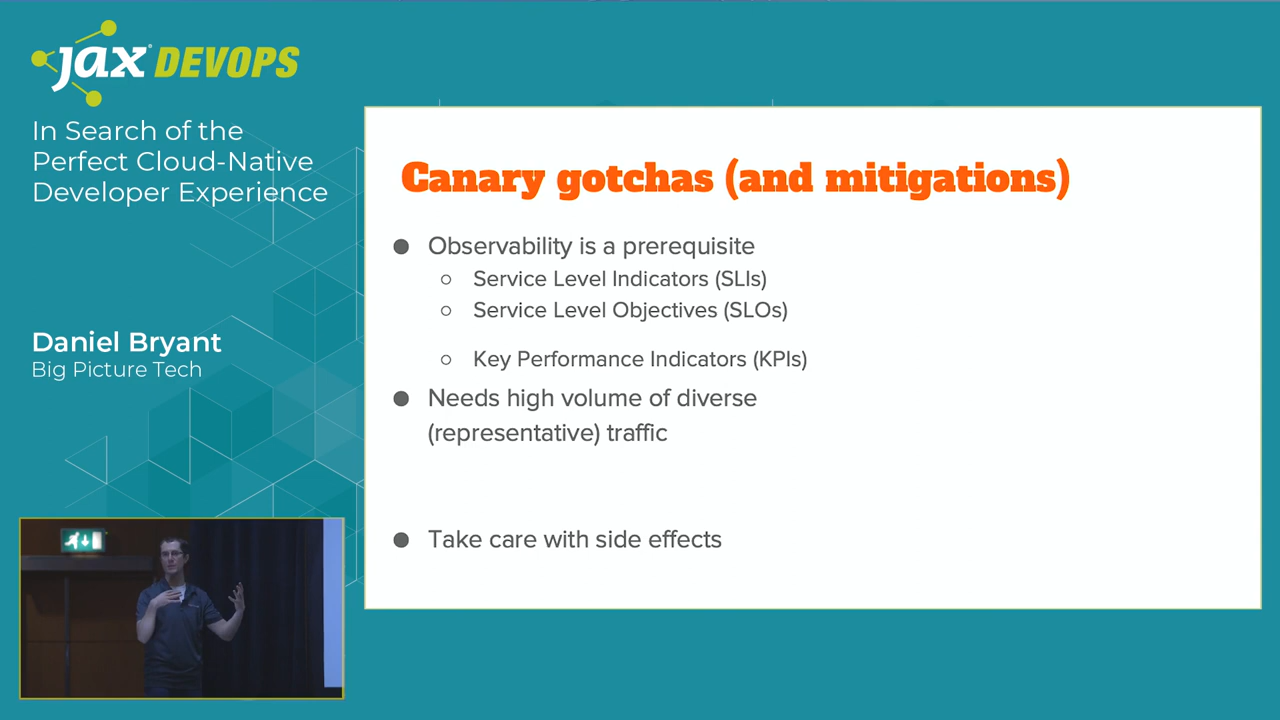 jax DEVOPS
In Search of the
Perfect Cloud-Native
Developer Experience
Daniel Bryant
Big Picture Tech
Canary gotchas (and mitigations)
● Observability is a prerequisite
○ Service Level Indicators (SLIs)
○ Service Level Objectives (SLOs)
○ Key Performance Indicators (KPIs)
● Needs high volume of diverse
(representative) traffic
● Take care with side effects